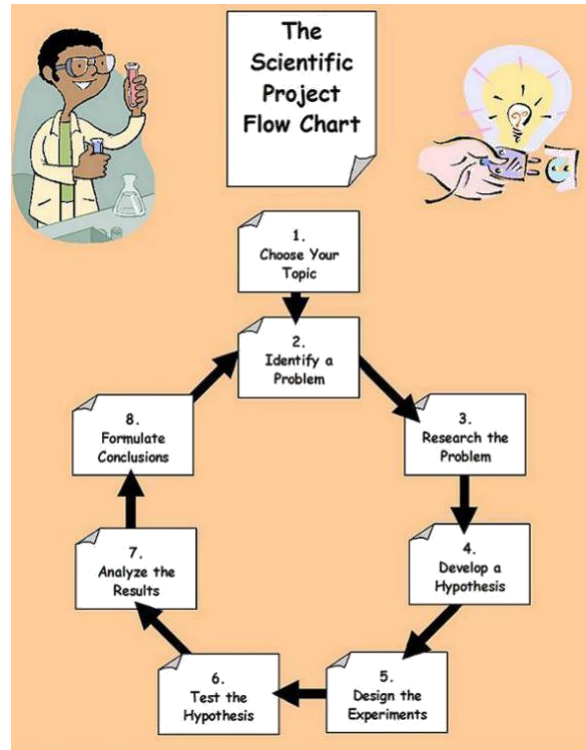 The
Scientific
Project
Flow Chart
1.
Choose Your
Topic
2.
Identify a
Problem
3.
Research the
Problem
4.
Develop a
Hypothesis
5.
Design the
Experiments
6.
Test the
Hypothesis
7.
Analyze the
Results
8.
Formulate
Conclusions